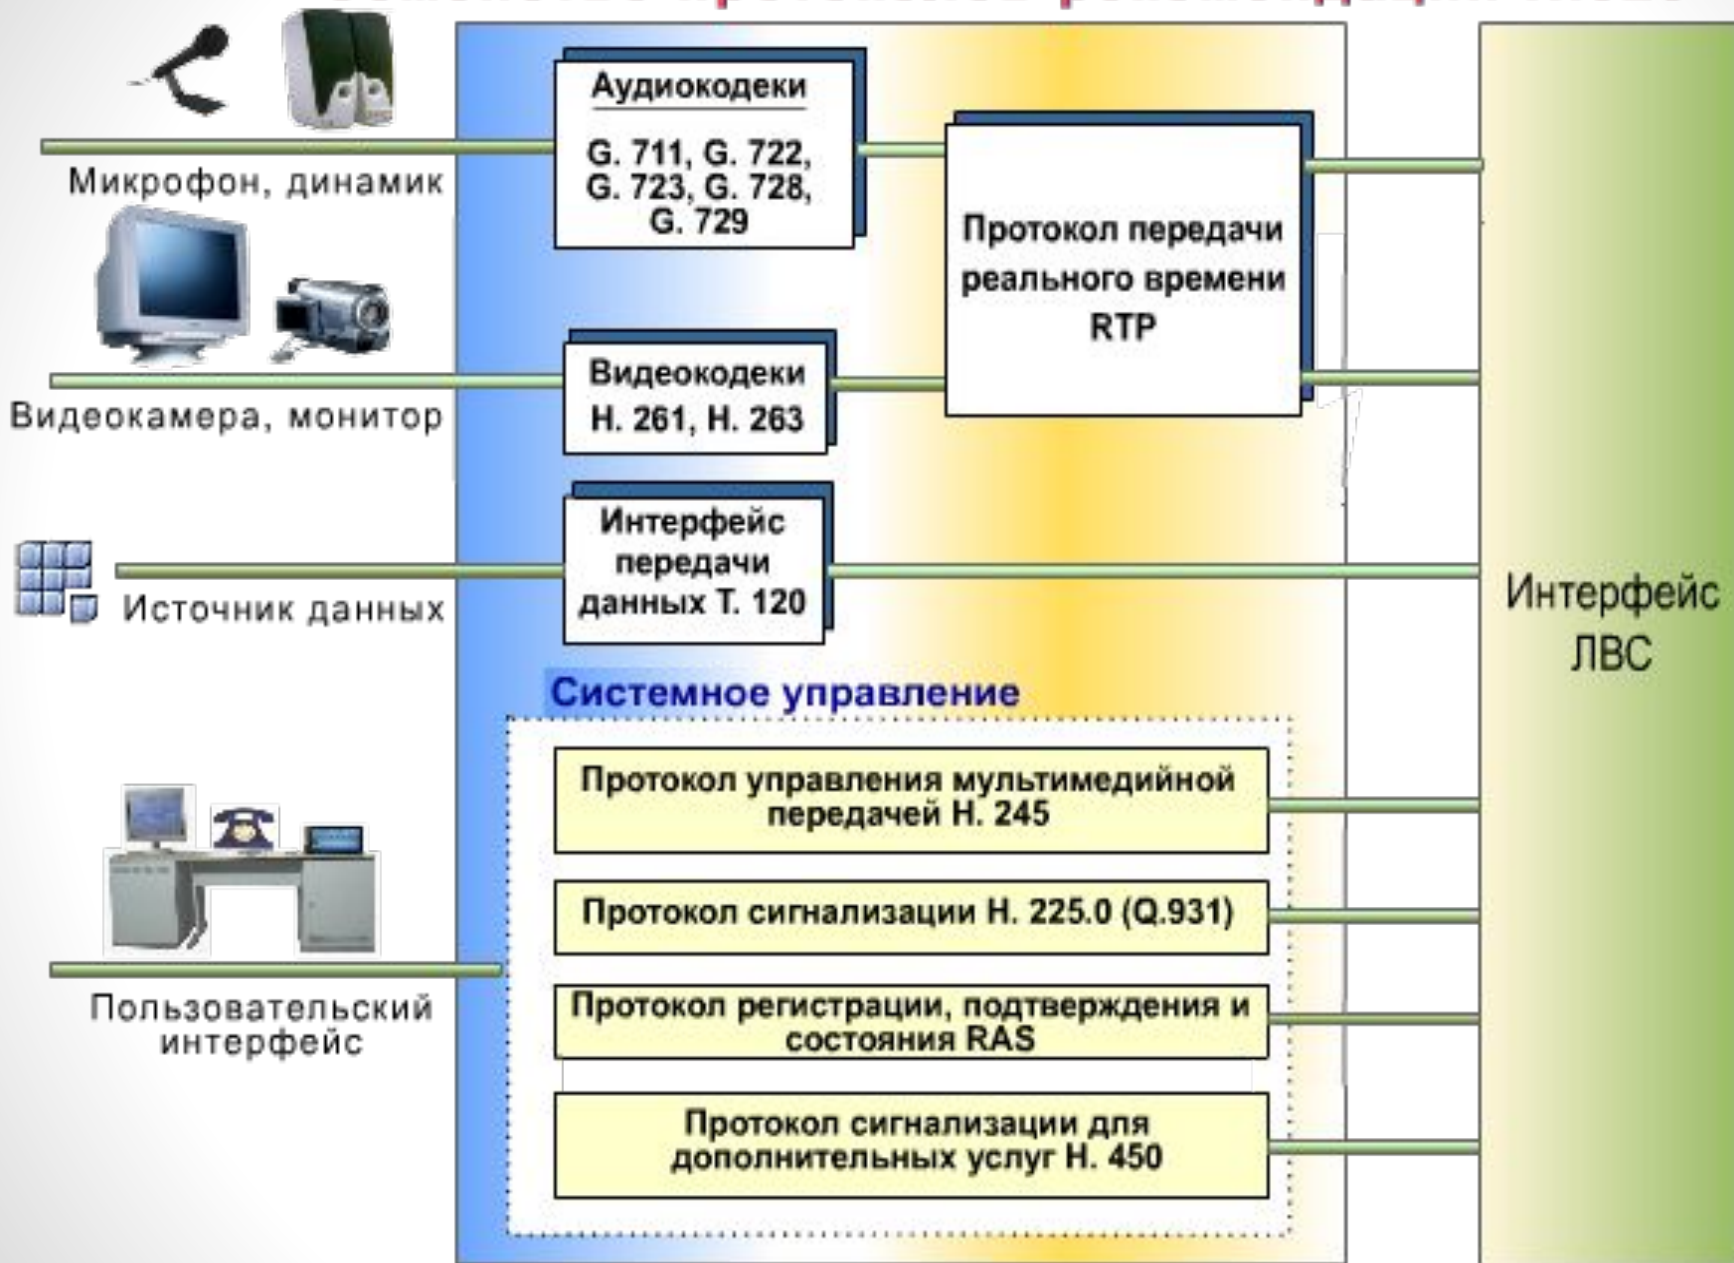 Аудиокодеки
G. 711, G. 722,
G. 723, G. 728,
G. 729
Микрофон, динамик
Протокол передачи
реального времени
RTP
Видеокодеки
H. 261, H. 263
Видеокамера, монитор
Интерфейс
передачи
данных T. 120
Источник данных
Интерфейс
ЛВС
Системное управление
Протокол управления мультимедийной
передачей H. 245
Протокол сигнализации H. 225.0 (Q.931)
Пользовательский
интерфейс
Протокол регистрации, подтверждения и
состояния RAS
Протокол сигнализации для
дополнительных услуг H. 450